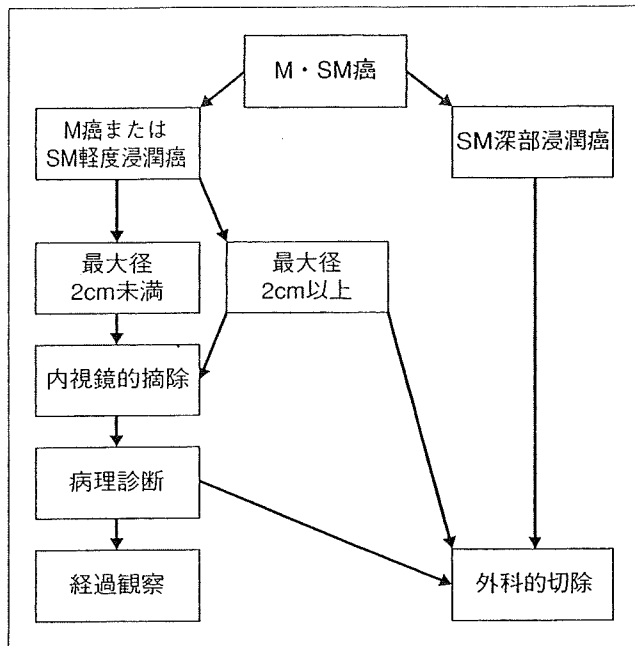 M・SM癌
M癌または
SM軽度浸潤癌
SM深部浸潤癌
最大径
2cm未満
最大径
2cm以上
内視鏡的摘除
病理診断
経過観察
外科的切除